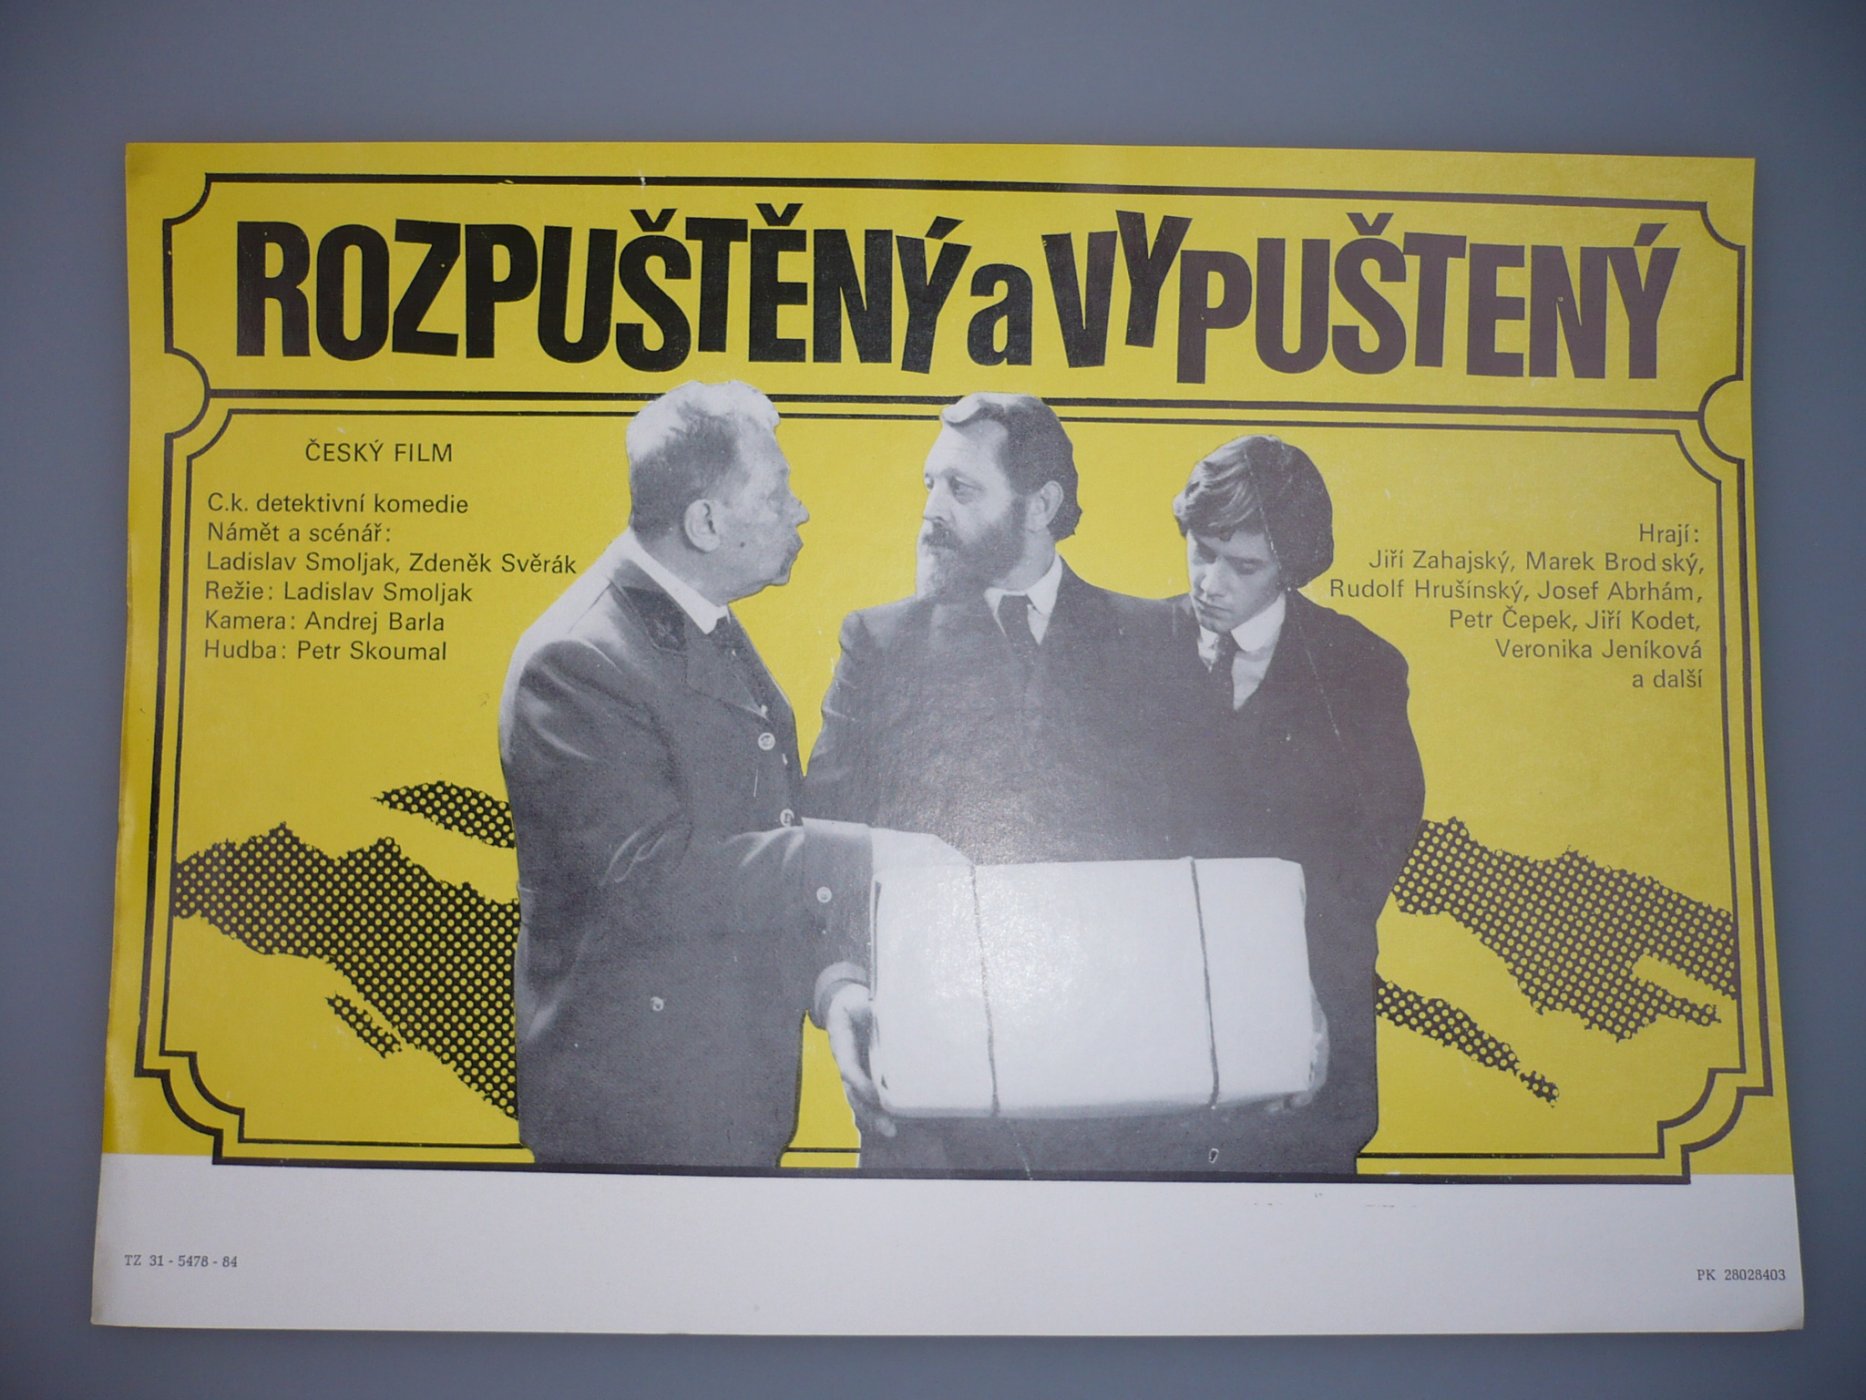 ROZPUŠTĚNÝ a VYPUŠTENÝ
ČESKÝ FILM
C.k. detektivní komedie
Námět a scénář:
Ladislav Smoljak, Zdeněk Svěrák
Režie: Ladislav Smoljak
Kamera: Andrej Barla
Hudba: Petr Skoumal
Hrají:
Jiří Zahajský, Marek Brodský,
Rudolf Hrušínský, Josef Abrhám,
Petr Čepek, Jiří Kodet,
Veronika Jeníková
a další
TZ 31 - 5478 - 84
PK 28028403